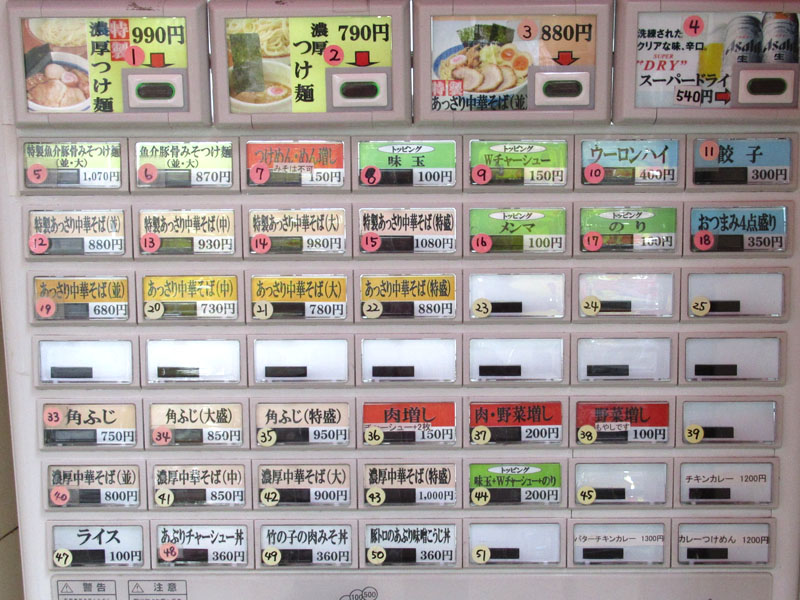 特製
濃厚
つけ麺
990円
1
濃厚
つけ麺
790円
2
3
880円
特製
あっさり中華そば(並)
4
洗練された
クリアな味、辛口。
SUPER
"DRY"
スーパードライ
540円
Asahi
Asahi
特製魚介豚骨みそつけ麺
(並・大)
5
1,070円
魚介豚骨みそつけ麺
(並・大)
6
870円
つけめん・めん増し
みそは不可
7
150円
トッピング
味玉
8
100円
トッピング
Wチャーシュー
9
150円
ウーロンハイ
10
400円
11
餃子
300円
特製あっさり中華そば(並)
12
880円
特製あっさり中華そば(中)
13
930円
特製あっさり中華そば(大)
14
980円
特製あっさり中華そば(特盛)
15
1080円
トッピング
メンマ
16
100円
トッピング
のり
17
おつまみ4点盛り
18
350円
あっさり中華そば(並)
19
680円
あっさり中華そば(中)
20
730円
あっさり中華そば(大)
21
780円
あっさり中華そば(特盛)
22
880円
23
24
25
33
角ふじ
750円
角ふじ(大盛)
34
850円
角ふじ(特盛)
35
950円
肉増し
チャーシュー+2枚
36
150円
肉・野菜増し
37
200円
野菜増し
もやしです
38
100円
39
濃厚中華そば(並)
40
800円
濃厚中華そば(中)
41
850円
濃厚中華そば(大)
42
900円
濃厚中華そば(特盛)
43
1,000円
トッピング
味玉+Wチャーシュー+のり
44
200円
45
チキンカレー 1200円
ライス
47
100円
あぶりチャーシュー丼
48
360円
竹の子の肉みそ丼
49
360円
豚トロのあぶり味噌こうじ丼
50
360円
51
バターチキンカレー 1300円
カレーつけめん 1200円
警告
注意
100
500